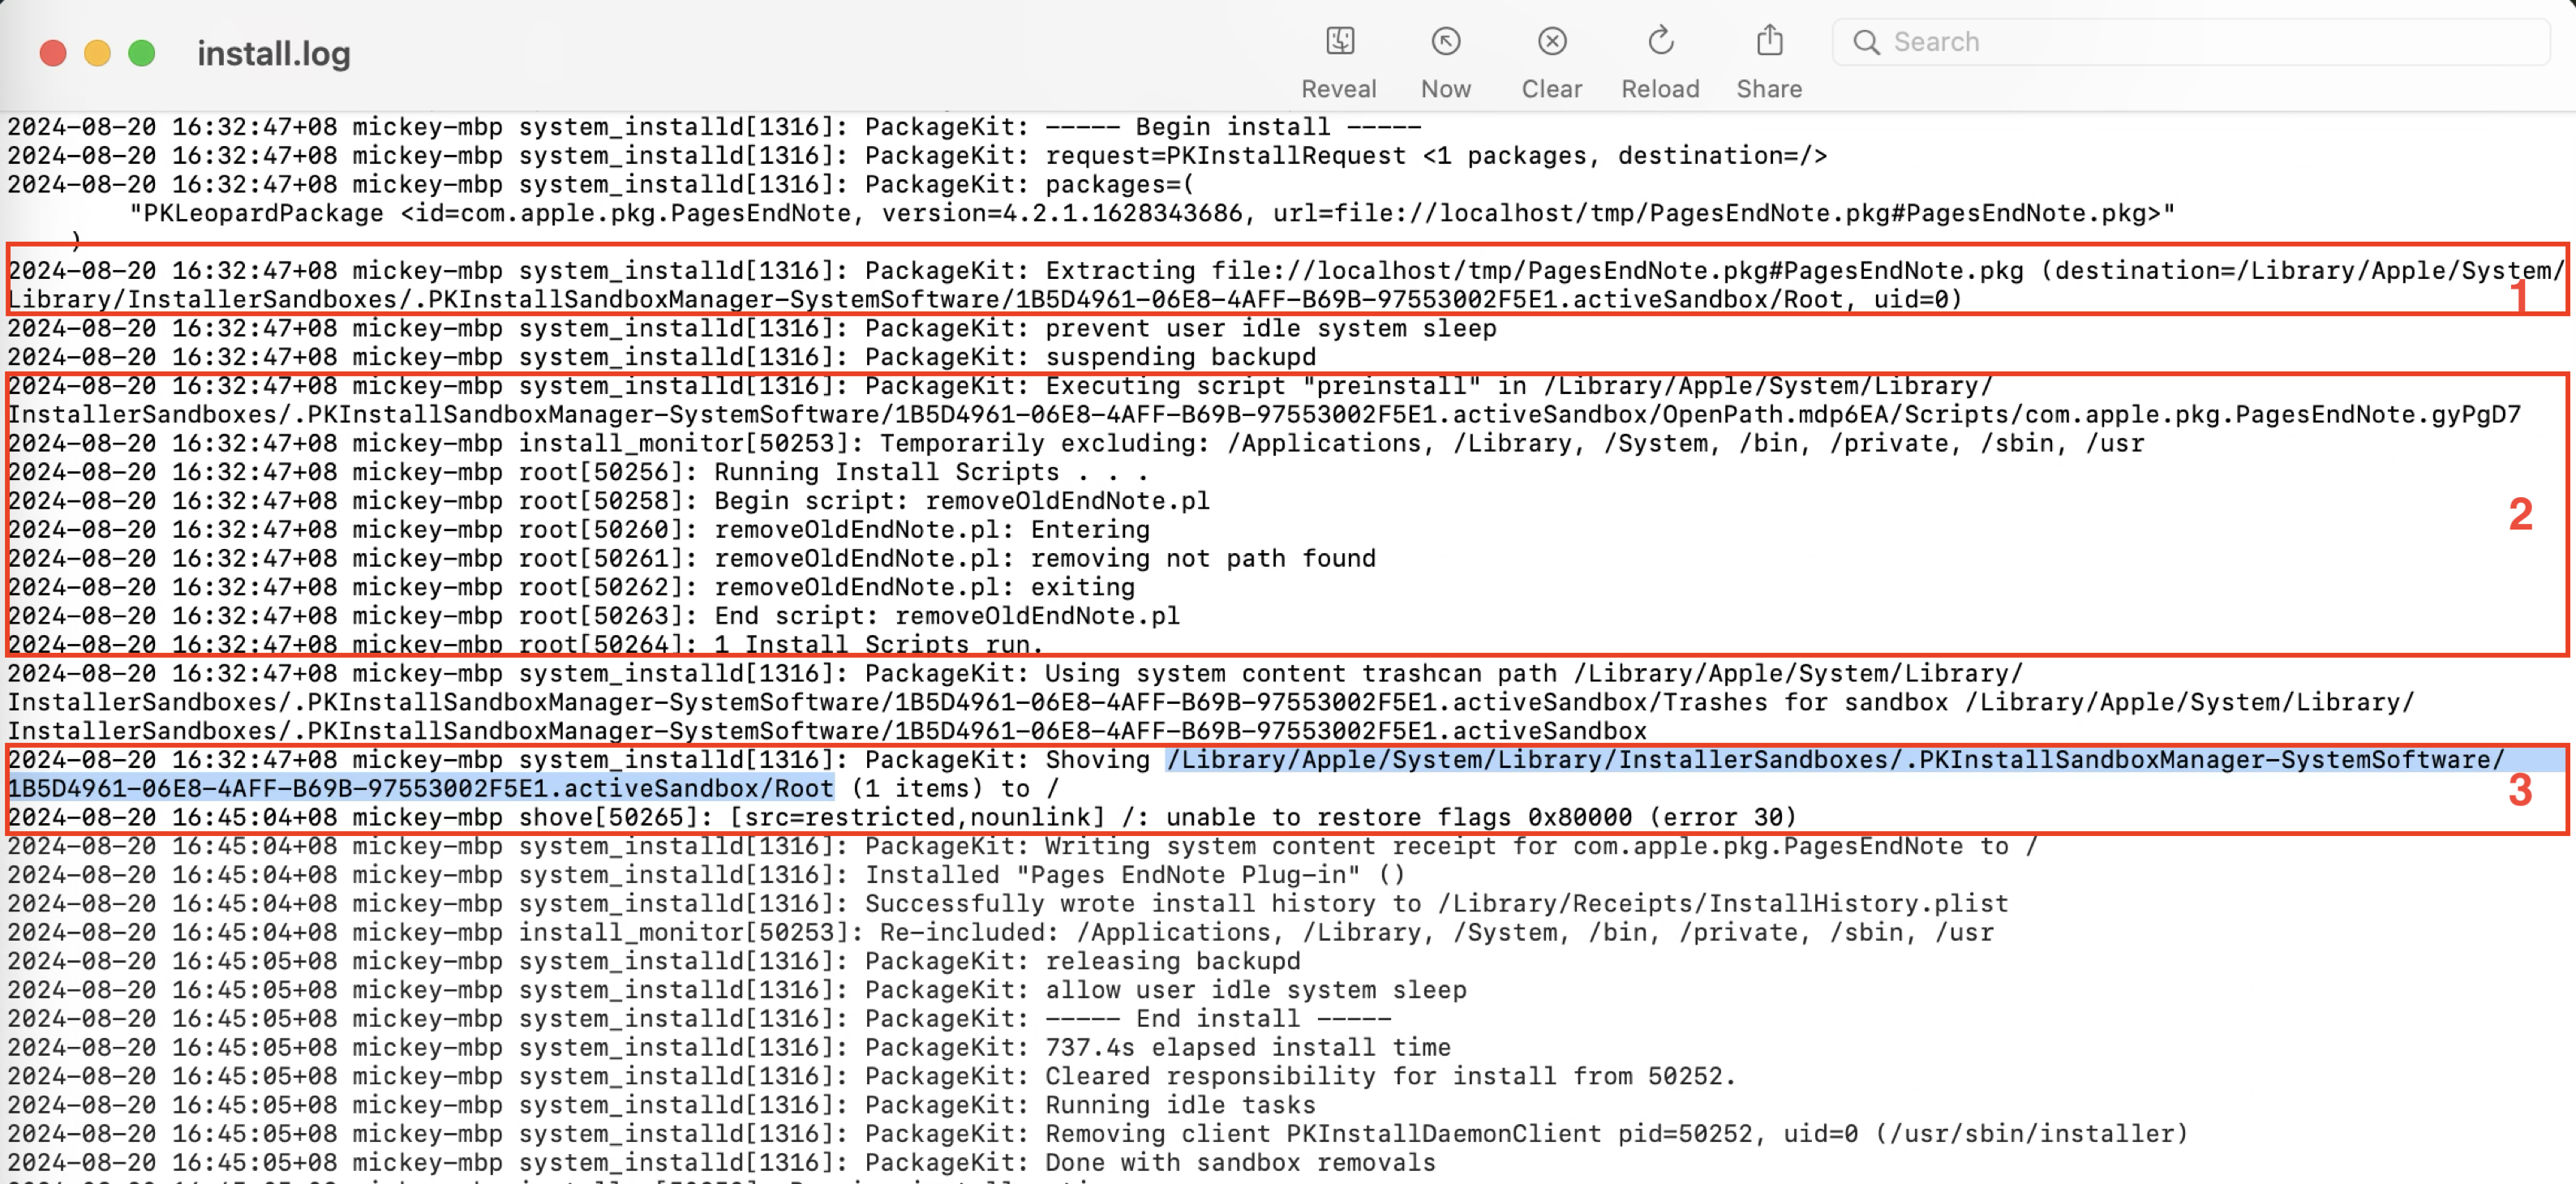 install.log
Reveal
Now
Clear
Reload
Share
Search
2024-08-20 16:32:47+08 mickey-mbp system_installd[1316]: PackageKit: ----- Begin install -----
2024-08-20 16:32:47+08 mickey-mbp system_installd[1316]: PackageKit: request=PKInstallRequest <1 packages, destination=/>
2024-08-20 16:32:47+08 mickey-mbp system_installd[1316]: PackageKit: packages=(
"PKLeopardPackage <id=com.apple.pkg.PagesEndNote, version=4.2.1.1628343686, url=file://localhost/tmp/PagesEndNote.pkg#PagesEndNote.pkg>"
)
2024-08-20 16:32:47+08 mickey-mbp system_installd[1316]: PackageKit: Extracting file://localhost/tmp/PagesEndNote.pkg#PagesEndNote.pkg (destination=/Library/Apple/System/
Library/InstallerSandboxes/.PKInstallSandboxManager-SystemSoftware/1B5D4961-06E8-4AFF-B69B-97553002F5E1.activeSandbox/Root, uid=0)
1
2024-08-20 16:32:47+08 mickey-mbp system_installd[1316]: PackageKit: prevent user idle system sleep
2024-08-20 16:32:47+08 mickey-mbp system_installd[1316]: PackageKit: suspending backupd
2024-08-20 16:32:47+08 mickey-mbp system_installd[1316]: PackageKit: Executing script "preinstall" in /Library/Apple/System/Library/
InstallerSandboxes/.PKInstallSandboxManager-SystemSoftware/1B5D4961-06E8-4AFF-B69B-97553002F5E1.activeSandbox/OpenPath.mdp6EA/Scripts/com.apple.pkg.PagesEndNote.gyPgD7
2024-08-20 16:32:47+08 mickey-mbp install_monitor[50253]: Temporarily excluding: /Applications, /Library, /System, /bin, /private, /sbin, /usr
2024-08-20 16:32:47+08 mickey-mbp root[50256]: Running Install Scripts . . .
2024-08-20 16:32:47+08 mickey-mbp root[50258]: Begin script: removeOldEndNote.pl
2
2024-08-20 16:32:47+08 mickey-mbp root[50260]: removeOldEndNote.pl: Entering
2024-08-20 16:32:47+08 mickey-mbp root[50261]: removeOldEndNote.pl: removing not path found
2024-08-20 16:32:47+08 mickey-mbp root[50262]: removeOldEndNote.pl: exiting
2024-08-20 16:32:47+08 mickey-mbp root[50263]: End script: removeOldEndNote.pl
2024-08-20 16:32:47+08 mickey-mbp root[50264]: 1 Install Scripts run.
2024-08-20 16:32:47+08 mickey-mbp system_installd[1316]: PackageKit: Using system content trashcan path /Library/Apple/System/Library/
InstallerSandboxes/.PKInstallSandboxManager-SystemSoftware/1B5D4961-06E8-4AFF-B69B-97553002F5E1.activeSandbox/Trashes for sandbox /Library/Apple/System/Library/
InstallerSandboxes/.PKInstallSandboxManager-SystemSoftware/1B5D4961-06E8-4AFF-B69B-97553002F5E1.activeSandbox
2024-08-20 16:32:47+08 mickey-mbp system_installd[1316]: PackageKit: Shoving /Library/Apple/System/Library/InstallerSandboxes/.PKInstallSandboxManager-SystemSoftware/
1B5D4961-06E8-4AFF-B69B-97553002F5E1.activeSandbox/Root (1 items) to /
3
2024-08-20 16:45:04+08 mickey-mbp shove[50265]: [src=restricted,nounlink] /: unable to restore flags 0x80000 (error 30)
2024-08-20 16:45:04+08 mickey-mbp system_installd[1316]: PackageKit: Writing system content receipt for com.apple.pkg.PagesEndNote to /
2024-08-20 16:45:04+08 mickey-mbp system_installd[1316]: Installed "Pages EndNote Plug-in" ()
2024-08-20 16:45:04+08 mickey-mbp system_installd[1316]: Successfully wrote install history to /Library/Receipts/InstallHistory.plist
2024-08-20 16:45:04+08 mickey-mbp install_monitor[50253]: Re-included: /Applications, /Library, /System, /bin, /private, /sbin, /usr
2024-08-20 16:45:05+08 mickey-mbp system_installd[1316]: PackageKit: releasing backupd
2024-08-20 16:45:05+08 mickey-mbp system_installd[1316]: PackageKit: allow user idle system sleep
2024-08-20 16:45:05+08 mickey-mbp system_installd[1316]: PackageKit: ----- End install -----
2024-08-20 16:45:05+08 mickey-mbp system_installd[1316]: PackageKit: 737.4s elapsed install time
2024-08-20 16:45:05+08 mickey-mbp system_installd[1316]: PackageKit: Cleared responsibility for install from 50252.
2024-08-20 16:45:05+08 mickey-mbp system_installd[1316]: PackageKit: Running idle tasks
2024-08-20 16:45:05+08 mickey-mbp system_installd[1316]: PackageKit: Removing client PKInstallDaemonClient pid=50252, uid=0 (/usr/sbin/installer)
2024-08-20 16:45:05+08 mickey-mbp system_installd[1316]: PackageKit: Done with sandbox removals